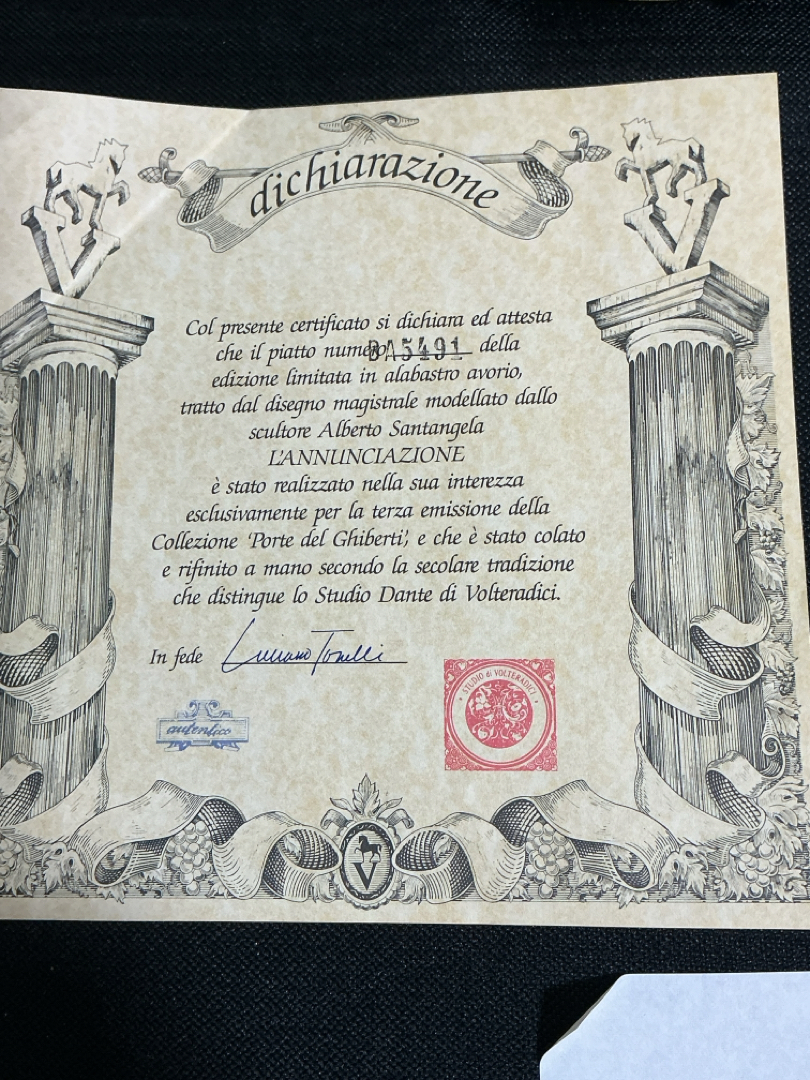 dichiarazione
Col presente certificato si dichiara ed attesta
che il piatto numero BA5491 della
edizione limitata in alabastro avorio,
tratto dal disegno magistrale modellato dallo
scultore Alberto Santangela
L'ANNUNCIAZIONE
è stato realizzato nella sua interezza
esclusivamente per la terza emissione della
Collezione 'Porte del Ghiberti', e che è stato colato
e rifinito a mano secondo la secolare tradizione
che distingue lo Studio Dante di Volteradici.
In fede Luciano Tonelli
autentico
STUDIO di VOLTERADICI
V
V
V